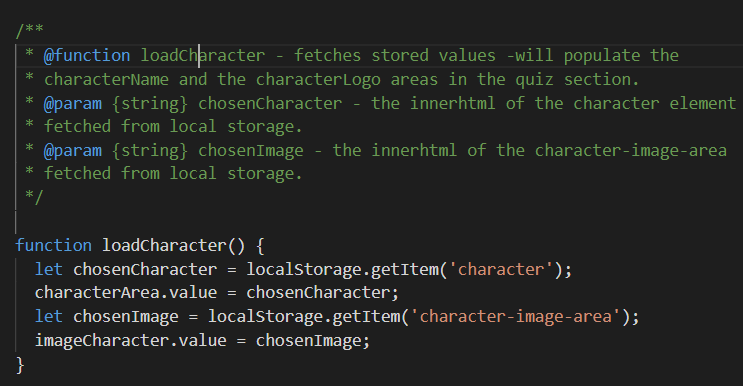 /**
* @function loadCharacter - fetches stored values -will populate the
* characterName and the characterLogo areas in the quiz section.
* @param {string} chosenCharacter - the innerhtml of the character element
* fetched from local storage.
* @param {string} chosenImage - the innerhtml of the character-image-area
* fetched from local storage.
*/
function loadCharacter() {
let chosenCharacter = localStorage.getItem('character');
characterArea.value = chosenCharacter;
let chosenImage = localStorage.getItem('character-image-area');
imageCharacter.value = chosenImage;
}